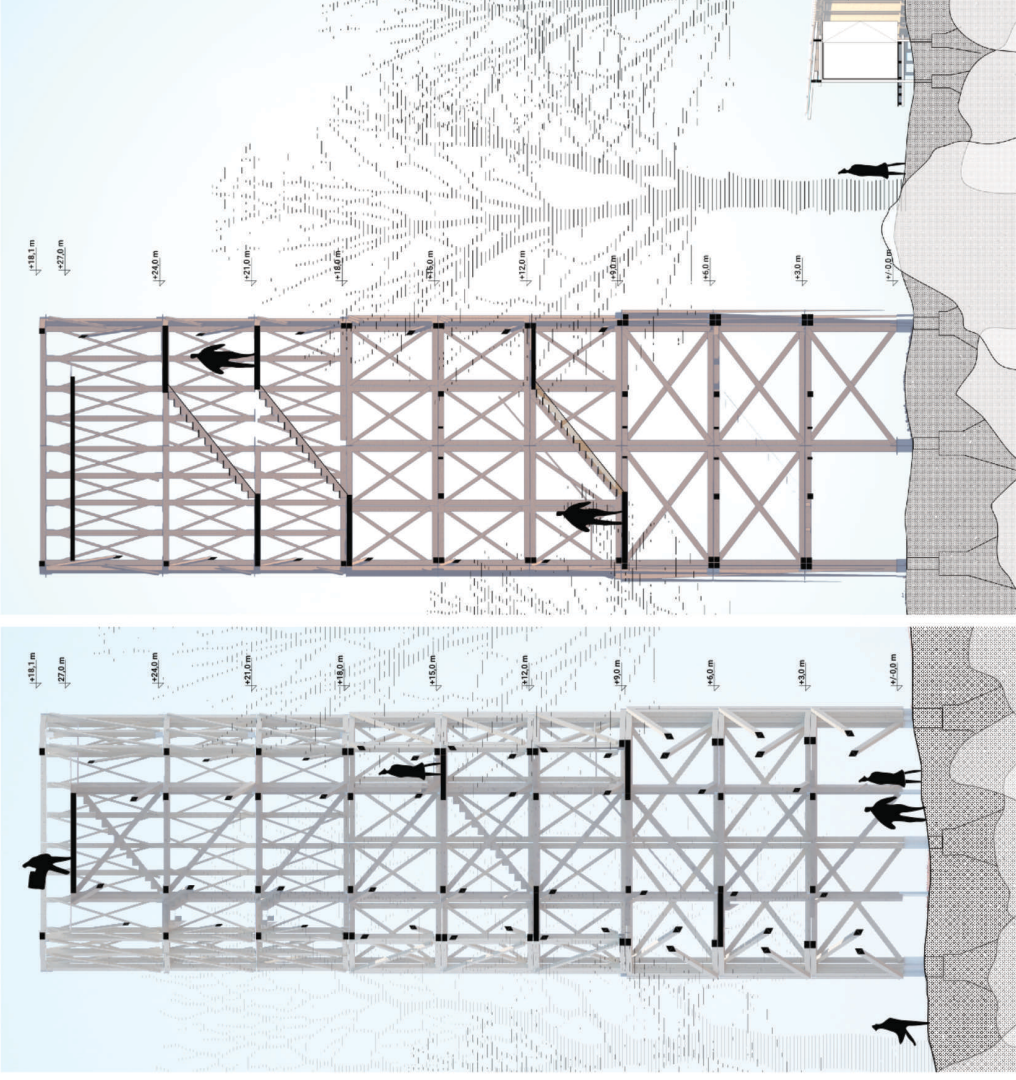 +18,1 m
+27,0 m
+24,0 m
+21,0 m
+18,0 m
+15,0 m
+12,0 m
+9,0 m
+6,0 m
+3,0 m
+/-0,0 m
+18,1 m
27,0 m
+24,0 m
+21,0 m
+18,0 m
+15,0 m
+12,0 m
+9,0 m
+6,0 m
+3,0 m
+/-0,0 m